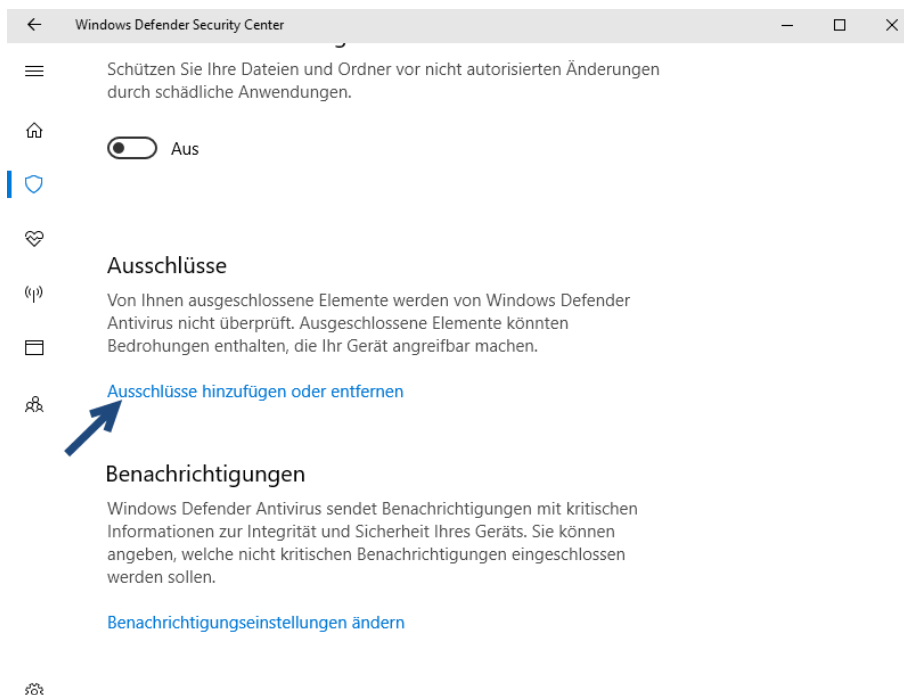 Windows Defender Security Center
Schützen Sie Ihre Dateien und Ordner vor nicht autorisierten Änderungen
durch schädliche Anwendungen.
Aus
Ausschlüsse
Von Ihnen ausgeschlossene Elemente werden von Windows Defender
Antivirus nicht überprüft. Ausgeschlossene Elemente könnten
Bedrohungen enthalten, die Ihr Gerät angreifbar machen.
Ausschlüsse hinzufügen oder entfernen
Benachrichtigungen
Windows Defender Antivirus sendet Benachrichtigungen mit kritischen
Informationen zur Integrität und Sicherheit Ihres Geräts. Sie können
angeben, welche nicht kritischen Benachrichtigungen eingeschlossen
werden sollen.
Benachrichtigungseinstellungen ändern